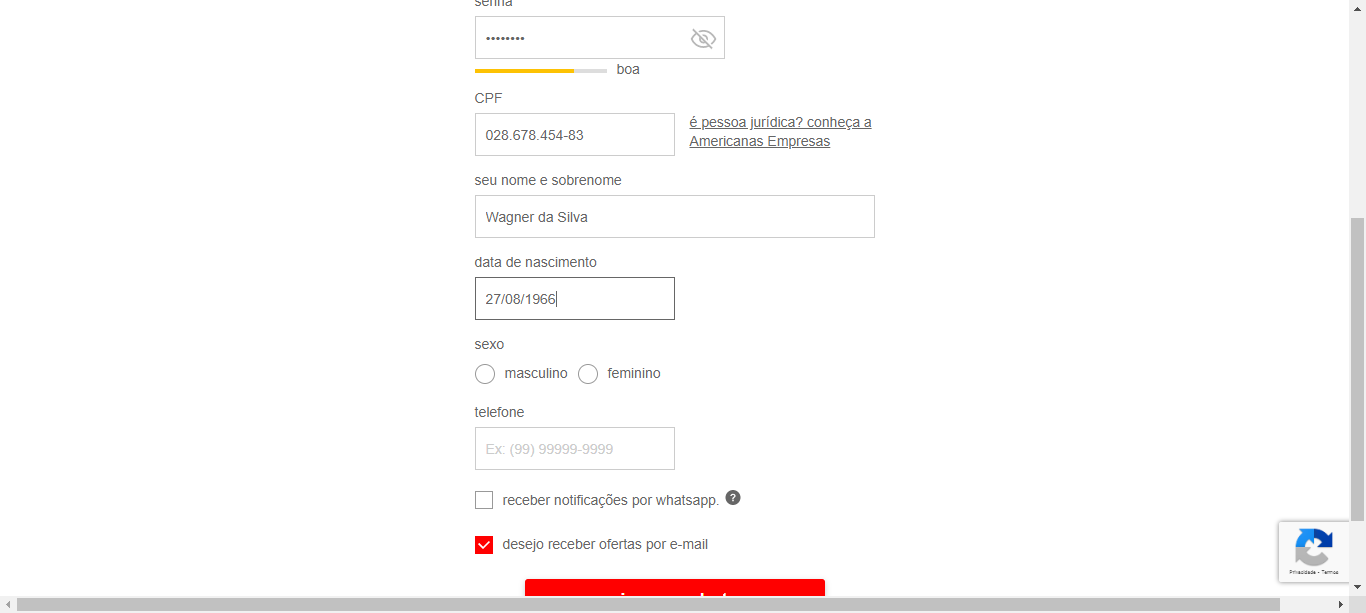 senha
••••••••
boa
CPF
028.678.454-83
é pessoa jurídica? conheça a
Americanas Empresas
seu nome e sobrenome
Wagner da Silva
data de nascimento
27/08/1966
sexo
masculino feminino
telefone
Ex: (99) 99999-9999
receber notificações por whatsapp. ?
desejo receber ofertas por e-mail
Privacidade - Termos